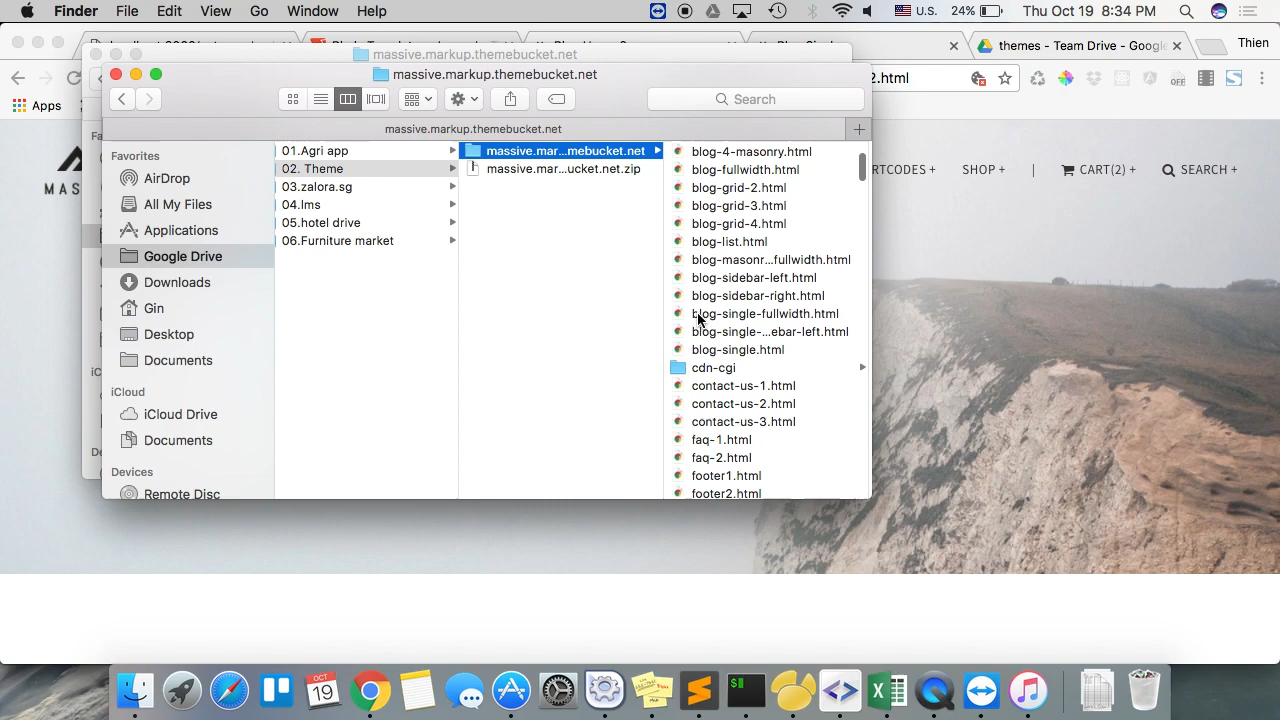 Finder File Edit View Go Window Help U.S. 24% Thu Oct 19 8:34 PM
themes - Team Drive - Google Thien
massive.markup.themebucket.net
massive.markup.themebucket.net
2.html
Apps
Search
massive.markup.themebucket.net
Favorites
AirDrop
All My Files
Applications
Google Drive
Downloads
Gin
Desktop
Documents
iCloud
iCloud Drive
Documents
Devices
Remote Disc
01.Agri app
02. Theme
03.zalora.sg
04.lms
05.hotel drive
06.Furniture market
massive.mar...mebucket.net
massive.mar...ucket.net.zip
blog-4-masonry.html
blog-fullwidth.html
blog-grid-2.html
blog-grid-3.html
blog-grid-4.html
blog-list.html
blog-masonr...fullwidth.html
blog-sidebar-left.html
blog-sidebar-right.html
blog-single-fullwidth.html
blog-single-...ebar-left.html
blog-single.html
cdn-cgi
contact-us-1.html
contact-us-2.html
contact-us-3.html
faq-1.html
faq-2.html
footer1.html
footer2.html
RTCODES + SHOP + | CART(2) + SEARCH +
MAS
OFF
OCT
19